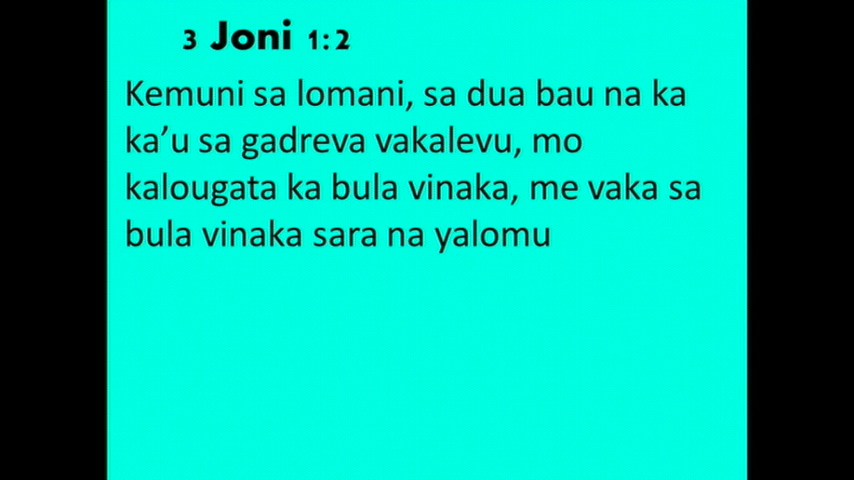 3 Joni 1:2
Kemuni sa lomani, sa dua bau na ka
ka’u sa gadreva vakalevu, mo
kalougata ka bula vinaka, me vaka sa
bula vinaka sara na yalomu